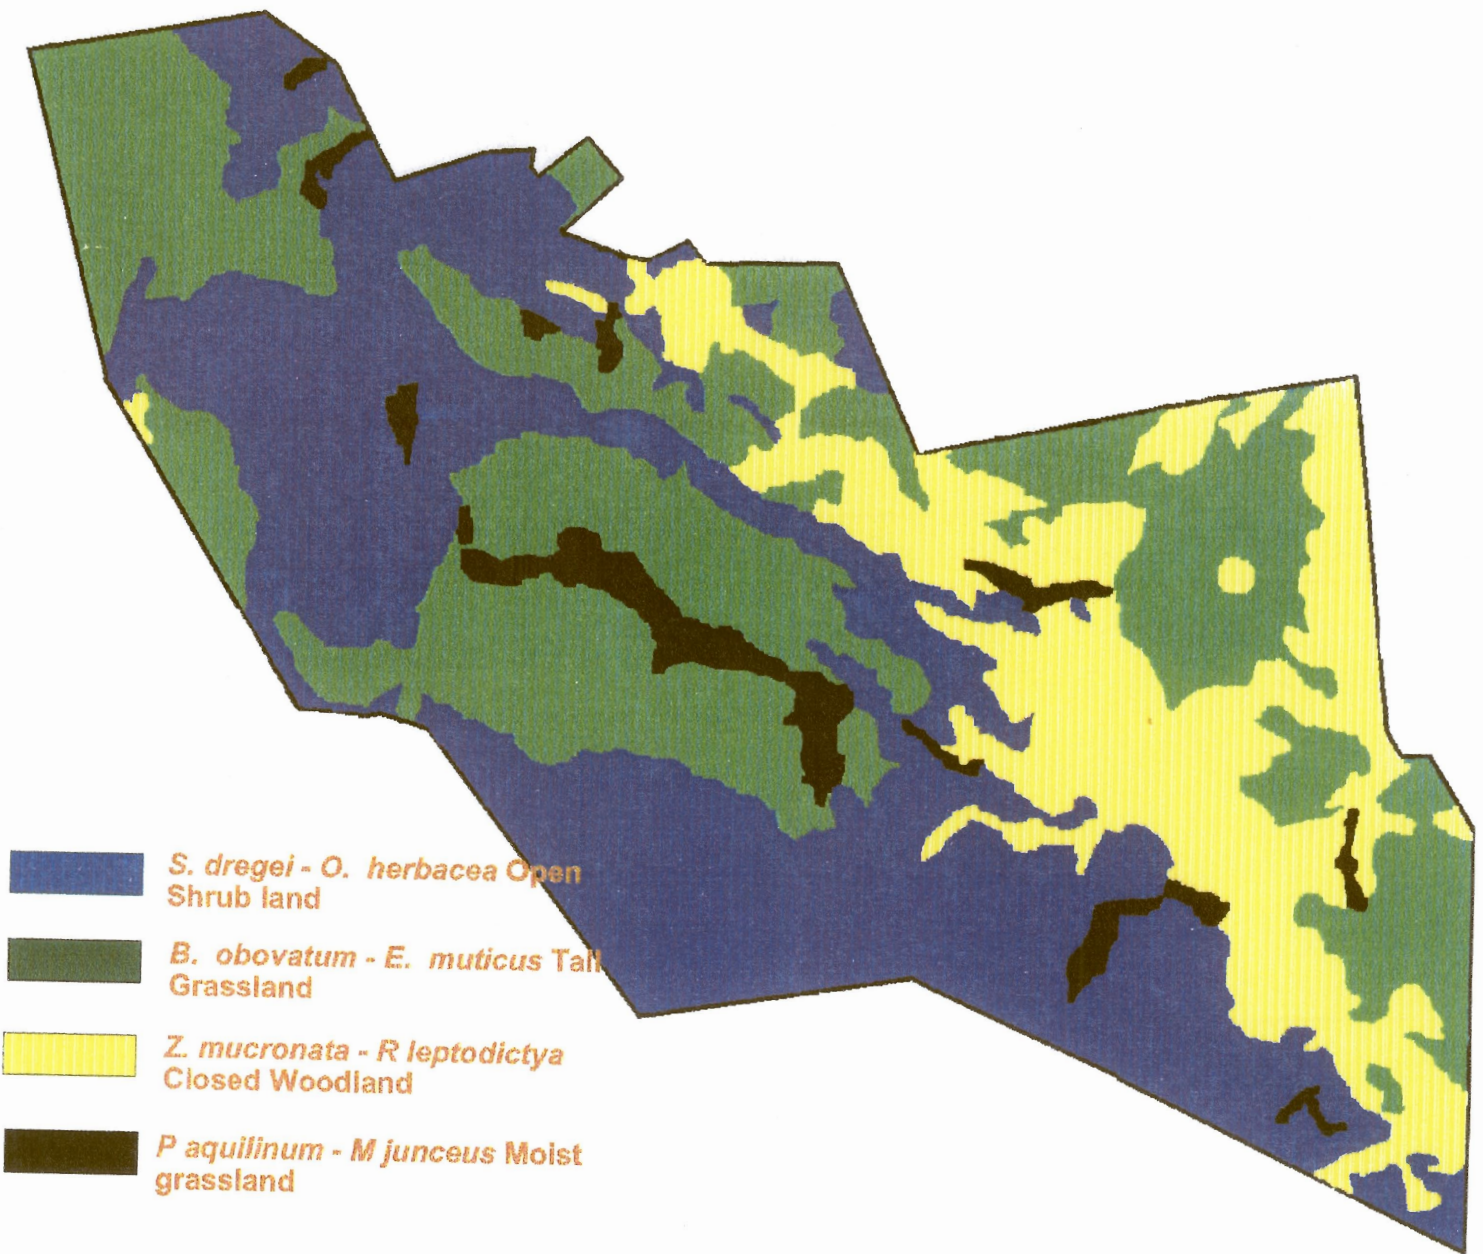 S. dregei - O. herbacea Open
Shrub land
B. obovatum - E. muticus Tall
Grassland
Z. mucronata - R leptodictya
Closed Woodland
P aquilinum - M junceus Moist
grassland